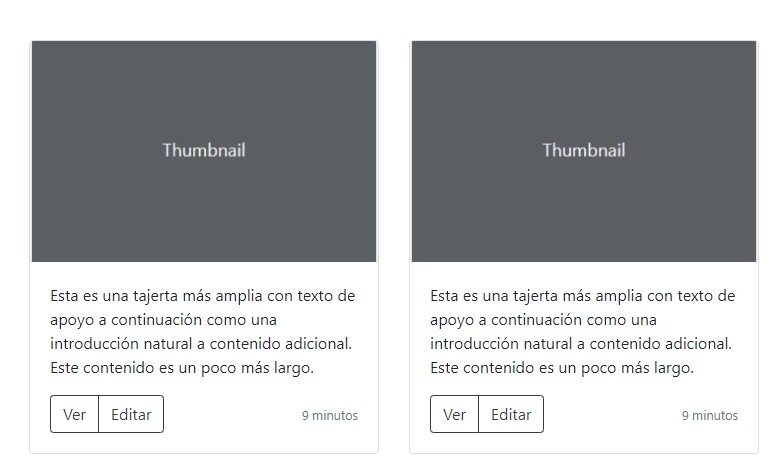 Thumbnail
Esta es una tajerta más amplia con texto de
apoyo a continuación como una
introducción natural a contenido adicional.
Este contenido es un poco más largo.
Ver Editar 9 minutos
Thumbnail
Esta es una tajerta más amplia con texto de
apoyo a continuación como una
introducción natural a contenido adicional.
Este contenido es un poco más largo.
Ver Editar 9 minutos